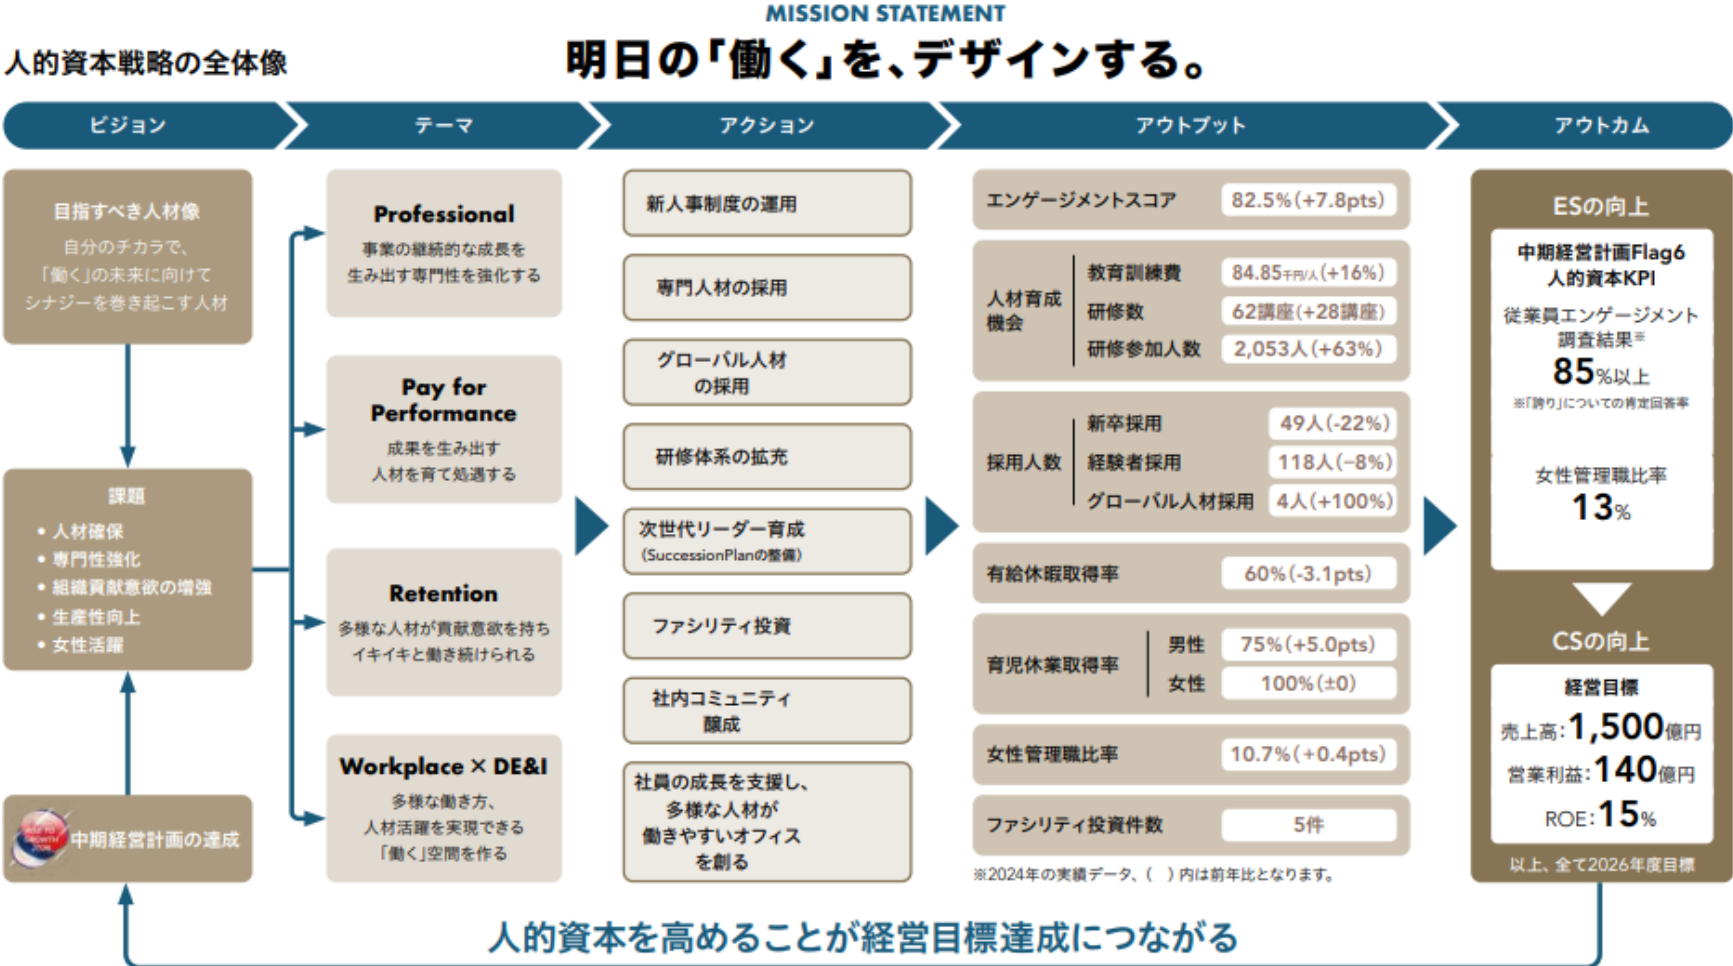 MISSION STATEMENT
人的資本戦略の全体像
明日の「働く」を、デザインする。
ビジョン
テーマ
アクション
アウトプット
アウトカム
目指すべき人材像
自分のチカラで、
「働く」の未来に向けて
シナジーを巻き起こす人材
課題
• 人材確保
• 専門性強化
• 組織貢献意欲の増強
• 生産性向上
• 女性活躍
中期経営計画の達成
Professional
事業の継続的な成長を
生み出す専門性を強化する
Pay for
Performance
成果を生み出す
人材を育て処遇する
Retention
多様な人材が貢献意欲を持ち
イキイキと働き続けられる
Workplace × DE&I
多様な働き方、
人材活躍を実現できる
「働く」空間を作る
新人事制度の運用
専門人材の採用
グローバル人材
の採用
研修体系の拡充
次世代リーダー育成
(SuccessionPlanの整備)
ファシリティ投資
社内コミュニティ
醸成
社員の成長を支援し、
多様な人材が
働きやすいオフィス
を創る
エンゲージメントスコア 82.5%(+7.8pts)
人材育成
機会
教育訓練費 84.85千円/人(+16%)
研修数 62講座(+28講座)
研修参加人数 2,053人(+63%)
採用人数
新卒採用 49人(-22%)
経験者採用 118人(−8%)
グローバル人材採用 4人(+100%)
有給休暇取得率 60%(-3.1pts)
育児休業取得率
男性 75%(+5.0pts)
女性 100%(±0)
女性管理職比率 10.7%(+0.4pts)
ファシリティ投資件数 5件
※2024年の実績データ、(　)内は前年比となります。
ESの向上
中期経営計画Flag6
人的資本KPI
従業員エンゲージメント
調査結果※
85%以上
※「誇り」についての肯定回答率
女性管理職比率
13%
CSの向上
経営目標
売上高:1,500億円
営業利益:140億円
ROE:15%
以上、全て2026年度目標
人的資本を高めることが経営目標達成につながる